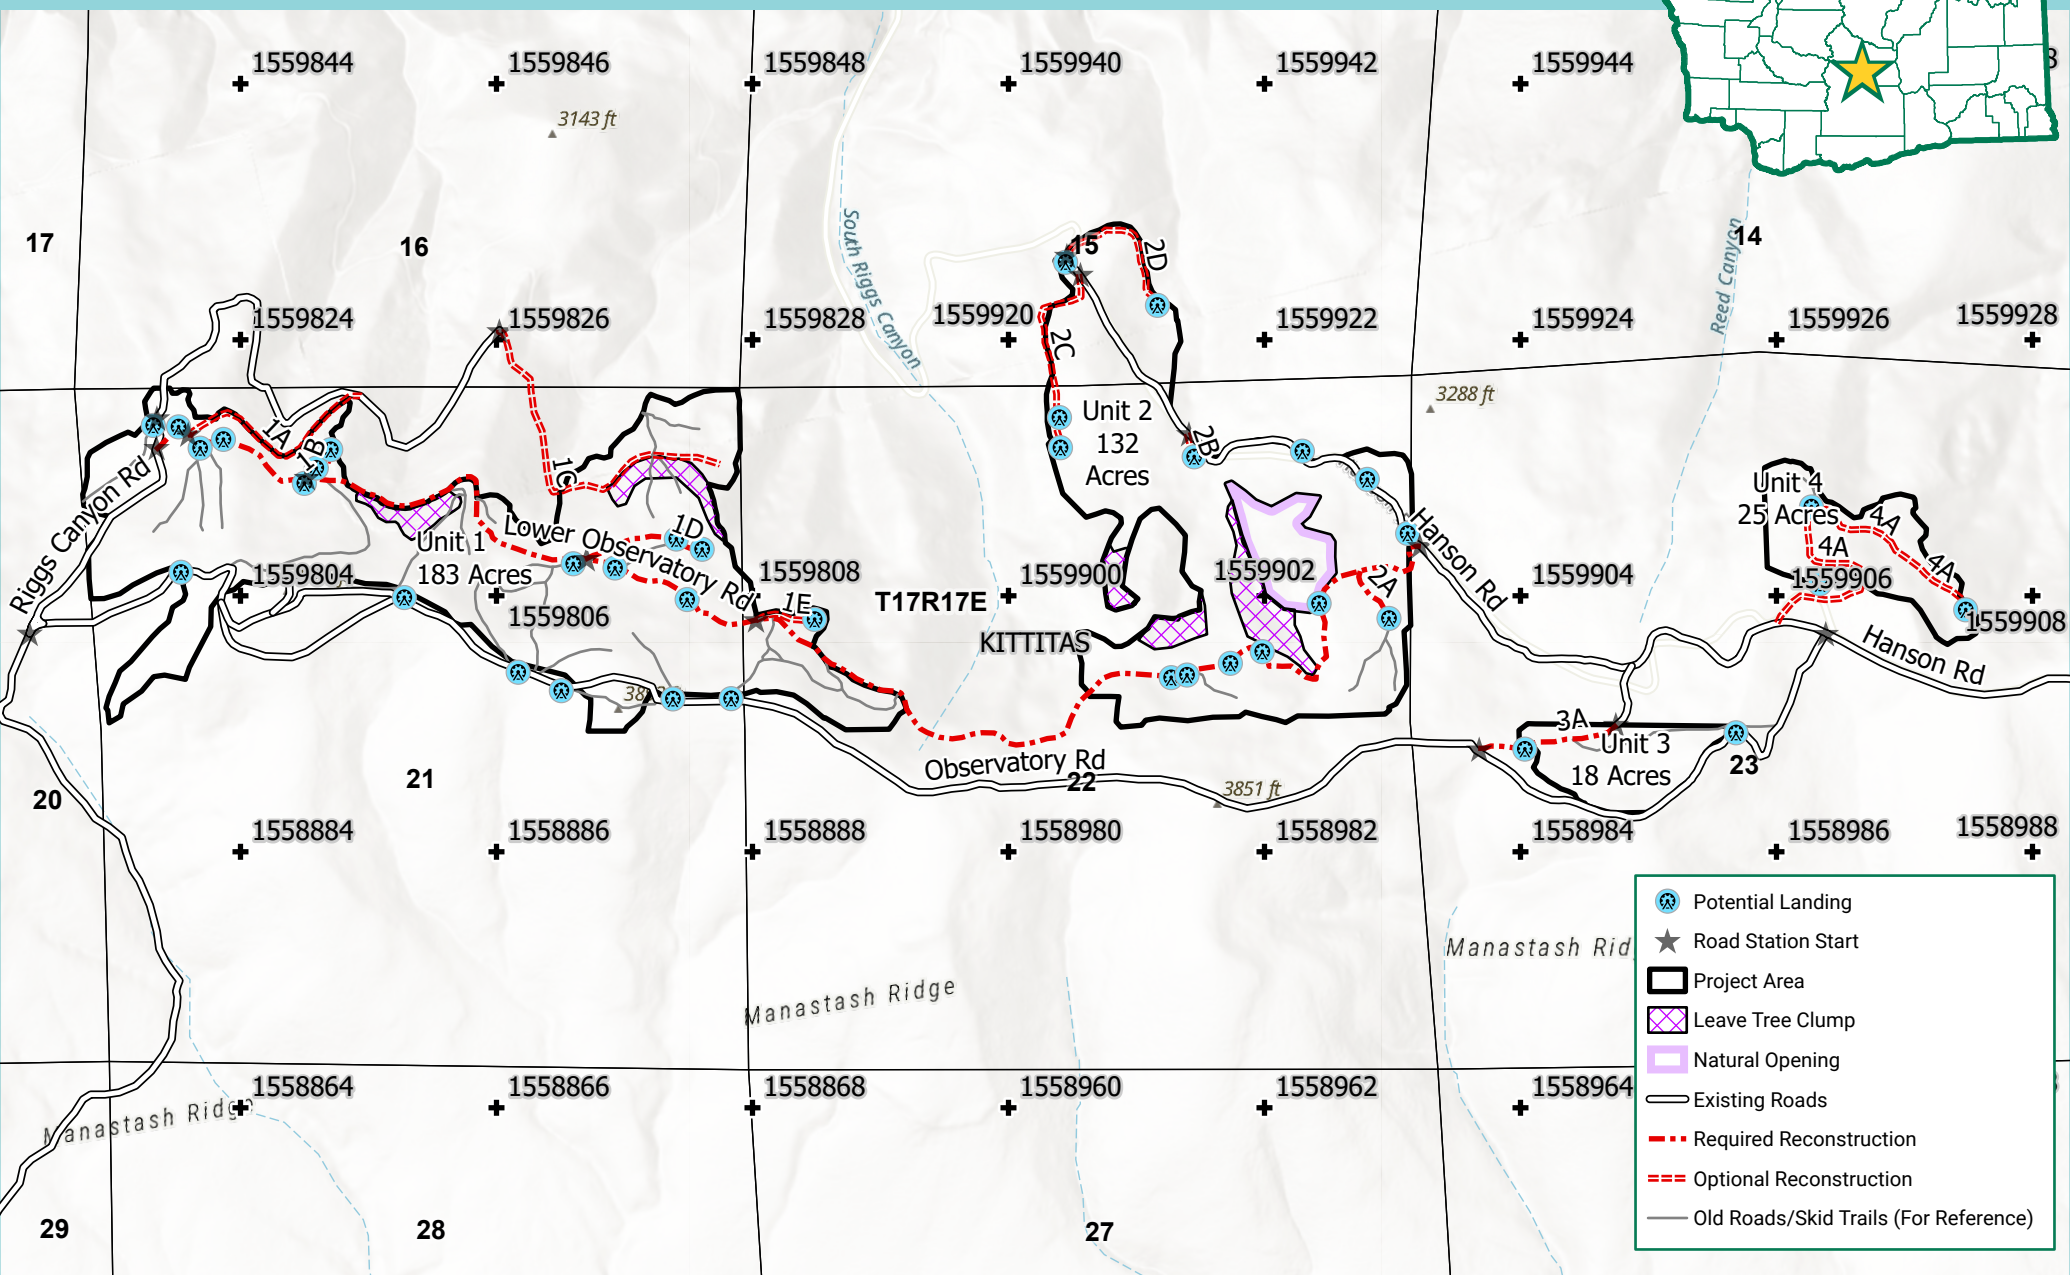 1559844
1559846
1559848
1559940
1559942
1559944
3143 ft
17
16
15
14
South Riggs Canyon
Reed Canyon
2D
1559824
1559826
1559828
1559920
1559922
1559924
1559926
1559928
2C
3288 ft
Unit 2
132
Acres
1A
1B
1C
2B
Riggs Canyon Rd
Unit 4
25 Acres
4A
4A
4A
Lower Observatory Rd
1D
Unit 1
183 Acres
Hanson Rd
1559804
1559806
1559808
1E
T17R17E
1559900
1559902
2A
1559904
1559906
1559908
KITTITAS
Hanson Rd
3A
Unit 3
18 Acres
20
21
Observatory Rd
22
3851 ft
23
1558884
1558886
1558888
1558980
1558982
1558984
1558986
1558988
Manastash Ridge
Manastash Rid
1558864
1558866
1558868
1558960
1558962
1558964
Manastash Ridge
29
28
27
Potential Landing
Road Station Start
Project Area
Leave Tree Clump
Natural Opening
Existing Roads
Required Reconstruction
Optional Reconstruction
Old Roads/Skid Trails (For Reference)